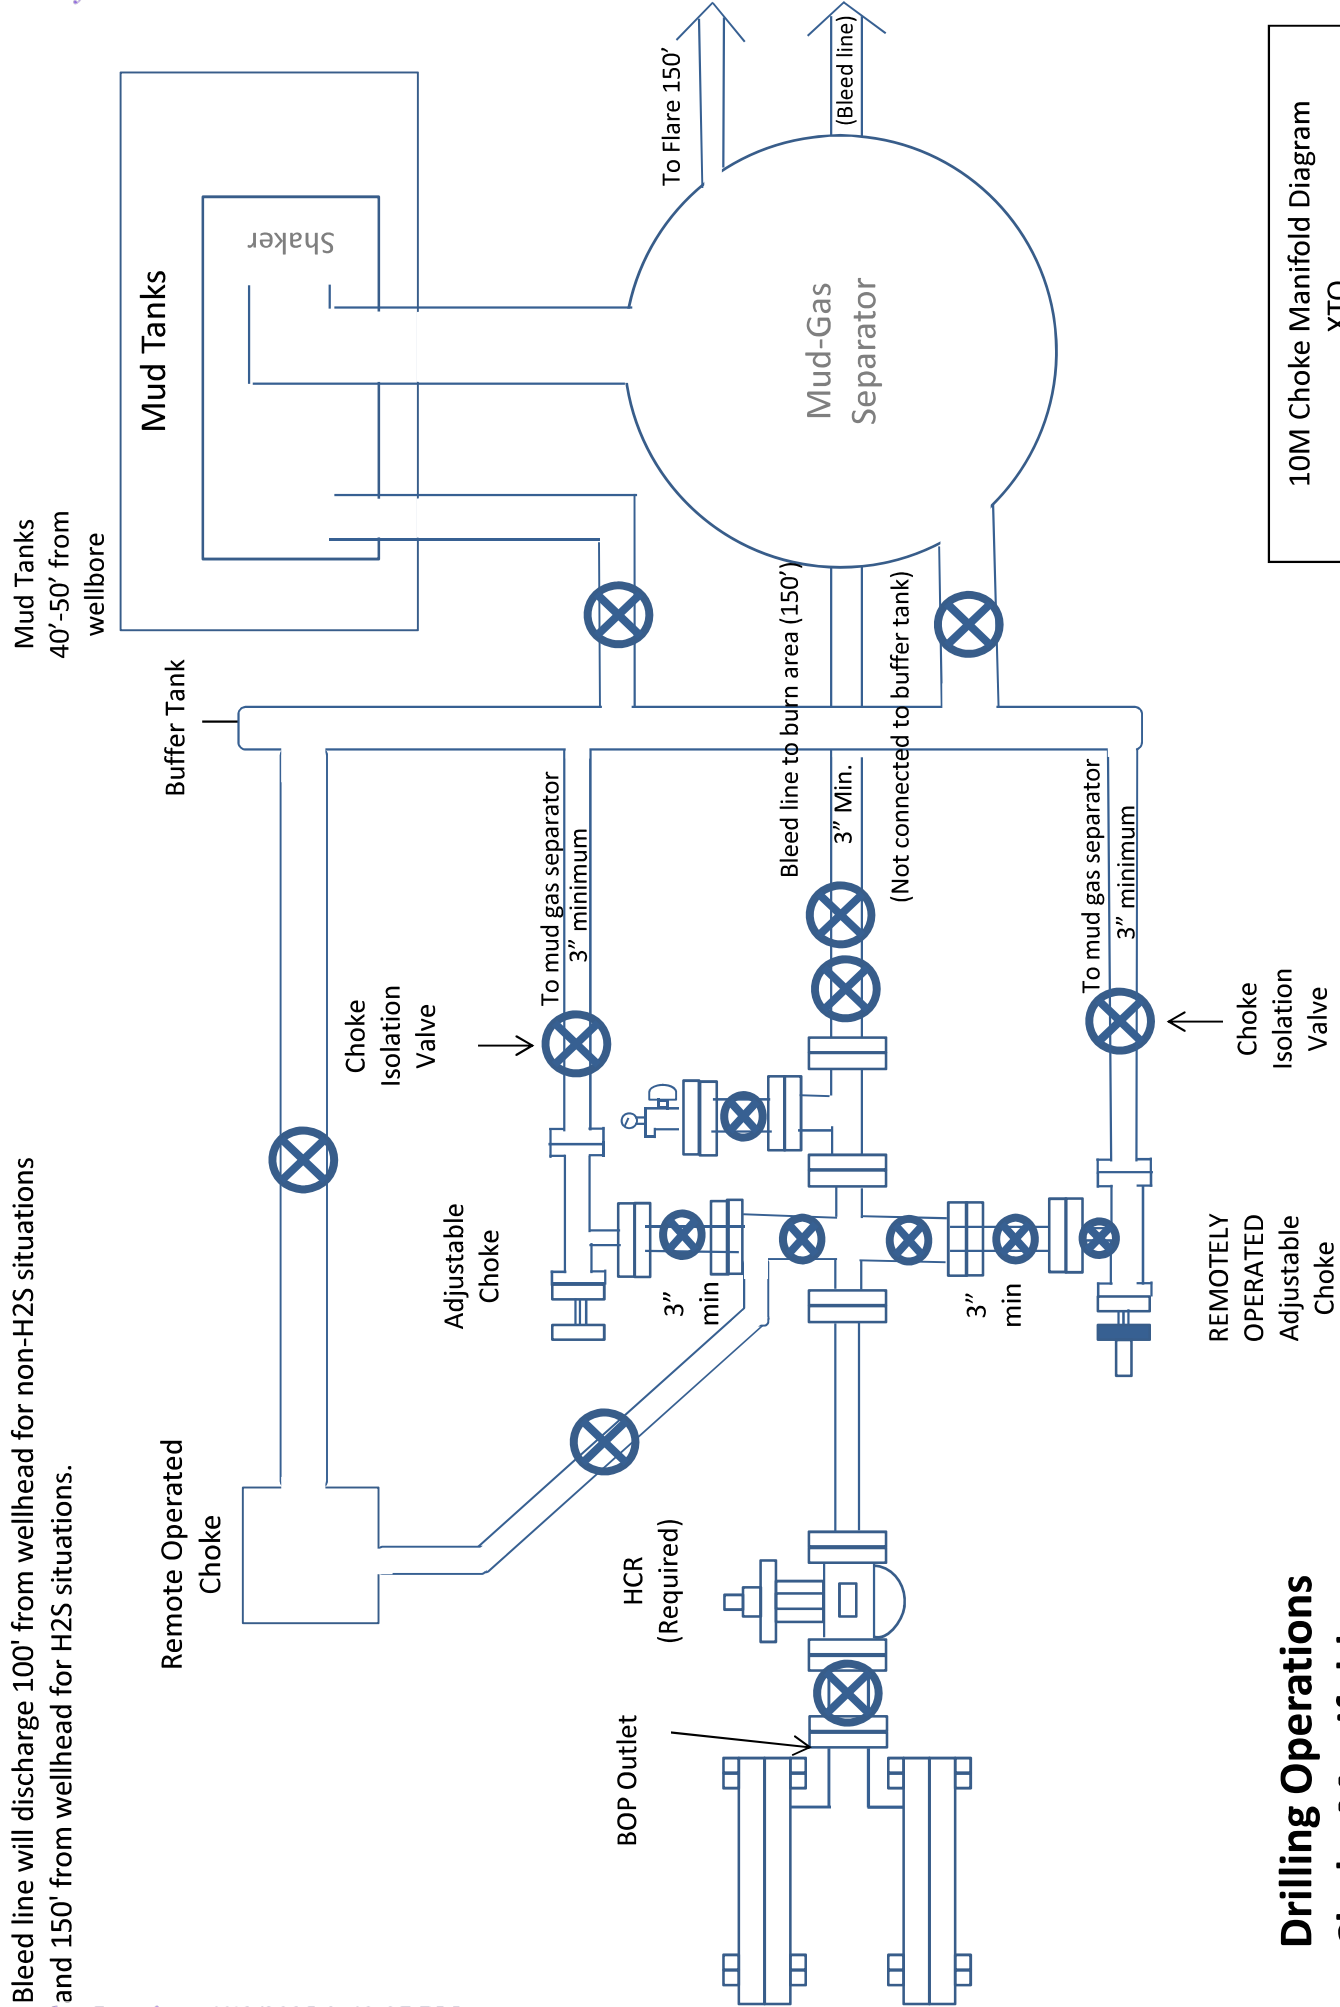 Bleed line will discharge 100' from wellhead for non-H2S situations
and 150' from wellhead for H2S situations.
Mud Tanks
40’-50’ from
wellbore
Mud Tanks
Shaker
Buffer Tank
Remote Operated
Choke
Choke
Isolation
Valve
Adjustable
Choke
To mud gas separator
3” minimum
To Flare 150’
(Bleed line)
Mud-Gas
Separator
BOP Outlet
HCR
(Required)
3”
min
Bleed line to burn area (150’)
3” Min.
(Not connected to buffer tank)
3”
min
To mud gas separator
3” minimum
REMOTELY
OPERATED
Adjustable
Choke
Choke
Isolation
Valve
Drilling Operations
10M Choke Manifold Diagram
XTO